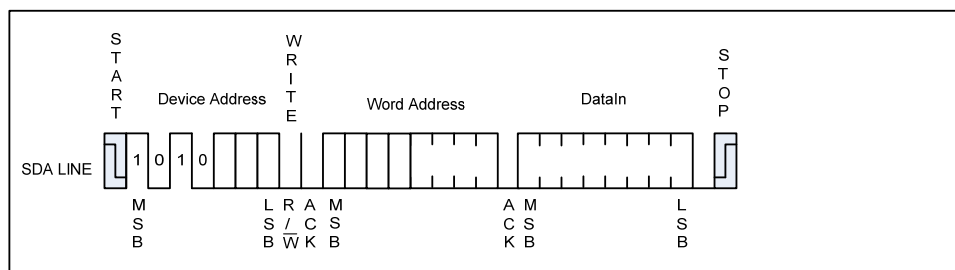 START
WRITE
STOP
Device Address
Word Address
DataIn
SDA LINE
1 0 1 0
MSB
LSB
R/W̅
ACK
MSB
ACK
MSB
LSB